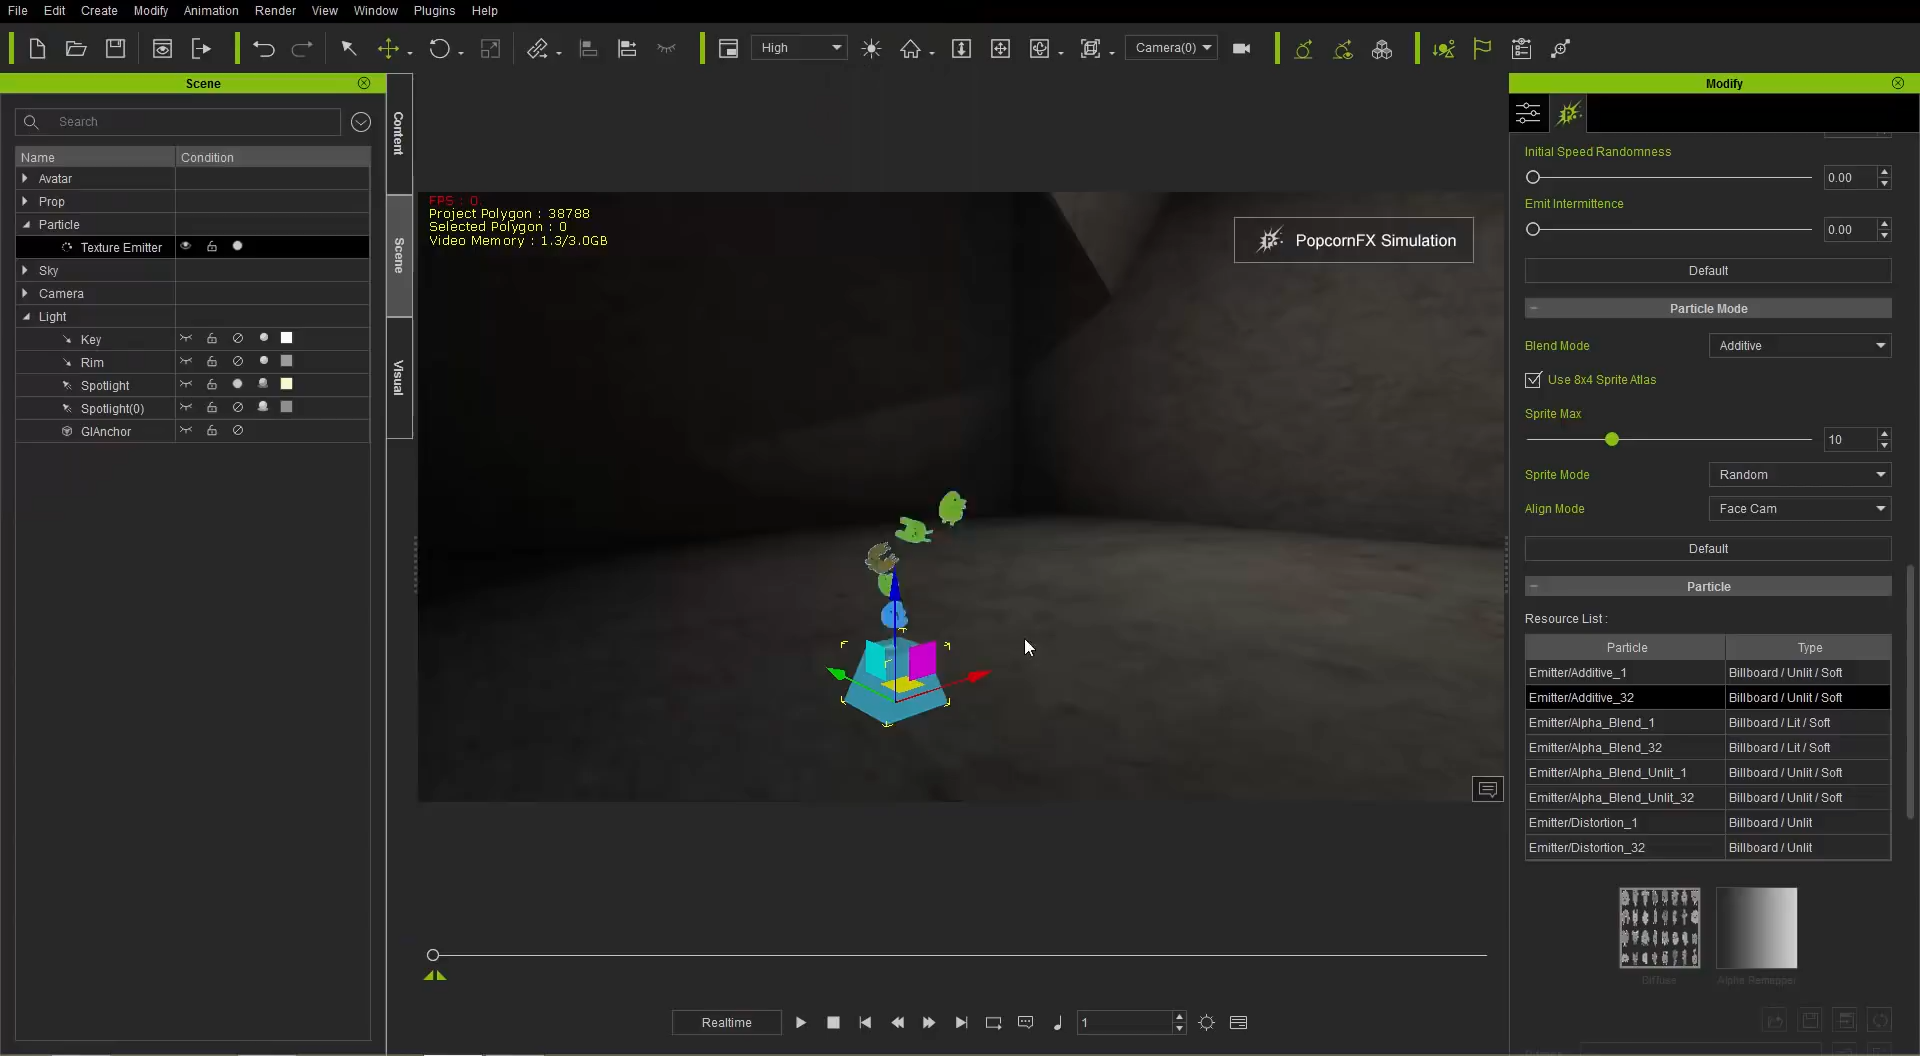 File Edit Create Modify Animation Render View Window Plugins Help
High
Camera(0)
Scene
Search
Name Condition
Avatar
Prop
Particle
Texture Emitter
Sky
Camera
Light
Key
Rim
Spotlight
Spotlight(0)
GIAnchor
Content
Scene
Visual
FPS : 0
Project Polygon : 38788
Selected Polygon : 0
Video Memory : 1.3/3.0GB
PopcornFX Simulation
Realtime
1
Modify
Initial Speed Randomness
0.00
Emit Intermittence
0.00
Default
Particle Mode
Blend Mode Additive
Use 8x4 Sprite Atlas
Sprite Max
10
Sprite Mode Random
Align Mode Face Cam
Default
Particle
Resource List :
Particle Type
Emitter/Additive_1 Billboard / Unlit / Soft
Emitter/Additive_32 Billboard / Unlit / Soft
Emitter/Alpha_Blend_1 Billboard / Lit / Soft
Emitter/Alpha_Blend_32 Billboard / Lit / Soft
Emitter/Alpha_Blend_Unlit_1 Billboard / Unlit / Soft
Emitter/Alpha_Blend_Unlit_32 Billboard / Unlit / Soft
Emitter/Distortion_1 Billboard / Unlit
Emitter/Distortion_32 Billboard / Unlit
Diffuse Alpha Remapper